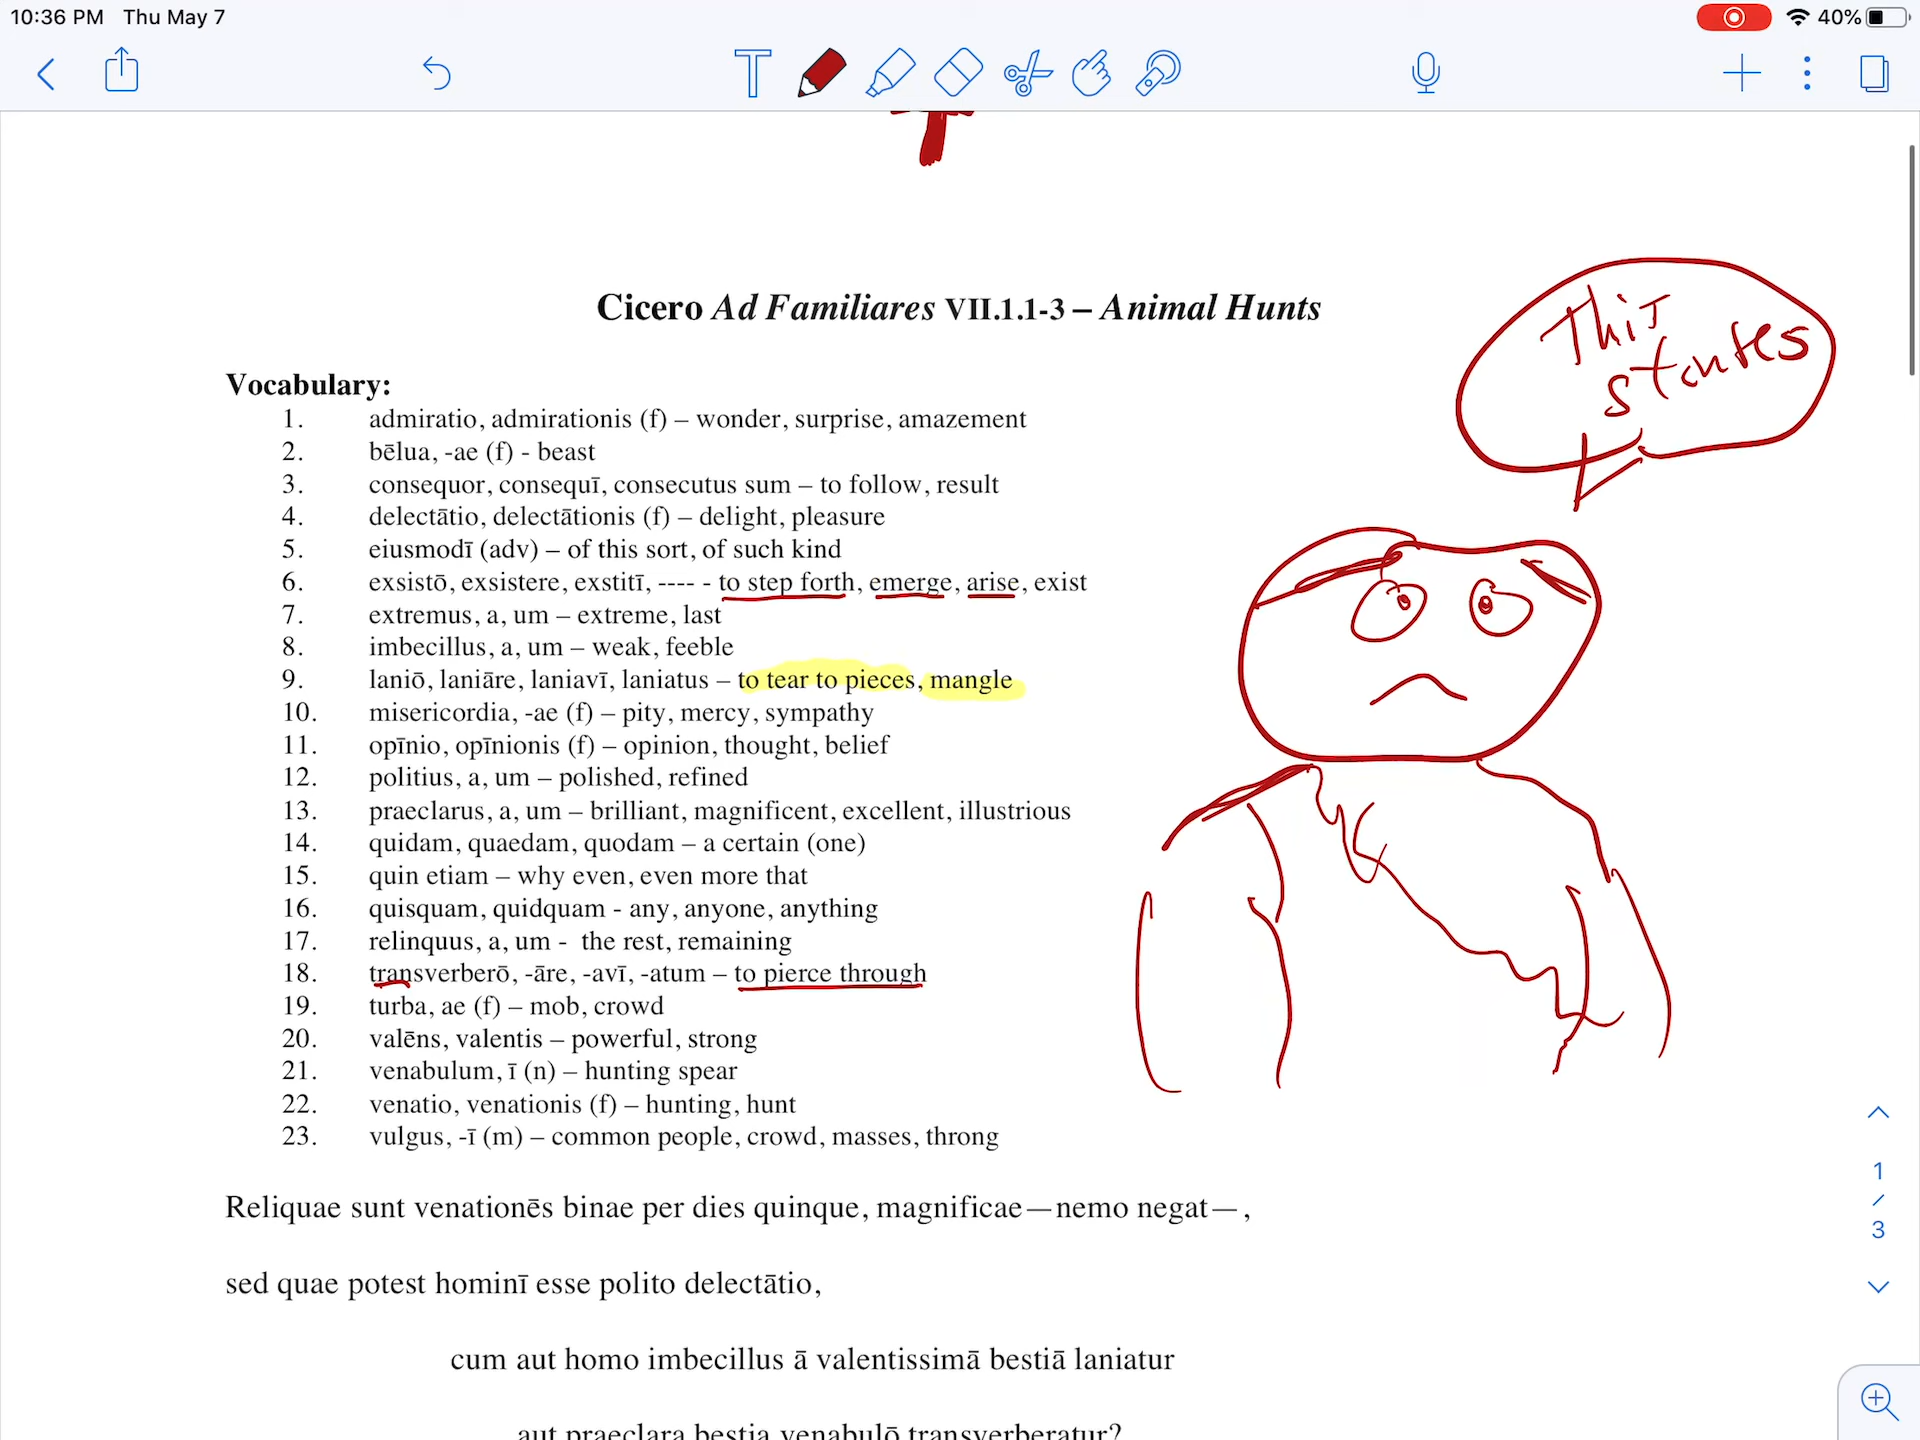 10:36 PM Thu May 7
40%
Cicero Ad Familiares VII.1.1-3 – Animal Hunts
This
Vocabulary:
1. admiratio, admirationis (f) – wonder, surprise, amazement
2. bēlua, -ae (f) - beast
3. consequor, consequī, consecutus sum – to follow, result
4. delectātio, delectātionis (f) – delight, pleasure
5. eiusmodī (adv) – of this sort, of such kind
6. exsistō, exsistere, exstitī, ---- - to step forth, emerge, arise, exist
7. extremus, a, um – extreme, last
8. imbecillus, a, um – weak, feeble
9. laniō, laniāre, laniavī, laniatus – to tear to pieces, mangle
10. misericordia, -ae (f) – pity, mercy, sympathy
11. opīnio, opīnionis (f) – opinion, thought, belief
12. politius, a, um – polished, refined
13. praeclarus, a, um – brilliant, magnificent, excellent, illustrious
14. quidam, quaedam, quodam – a certain (one)
15. quin etiam – why even, even more that
16. quisquam, quidquam - any, anyone, anything
17. relinquus, a, um - the rest, remaining
18. transverberō, -āre, -avī, -atum – to pierce through
19. turba, ae (f) – mob, crowd
20. valēns, valentis – powerful, strong
21. venabulum, ī (n) – hunting spear
22. venatio, venationis (f) – hunting, hunt
23. vulgus, -ī (m) – common people, crowd, masses, throng
Reliquae sunt venationēs binae per dies quinque, magnificae—nemo negat—,
sed quae potest hominī esse polito delectātio,
cum aut homo imbecillus ā valentissimā bestiā laniatur
aut praeclara bestia venabulō transverberatur?
1
/
3